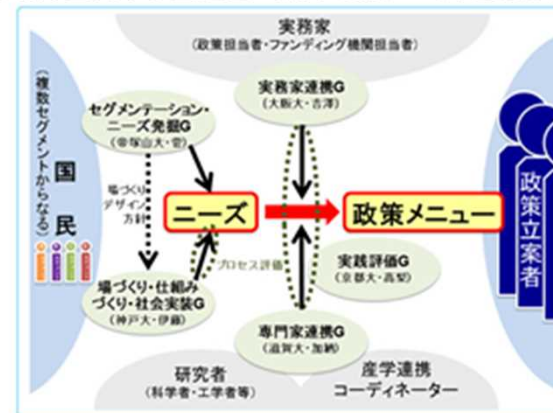 実務家
(政策担当者・ファンディング機関担当者)
(複数セグメントからなる)
国民
セグメンテーション・
ニーズ発掘G
(帝塚山大・菅)
実務家連携G
(大阪大・吉澤)
場づくり
デザイン
方針
ニーズ
政策メニュー
政策立案者
プロセス評価
実践評価G
(京都大・高梨)
場づくり・仕組み
づくり・社会実装G
(神戸大・伊藤)
専門家連携G
(滋賀大・加納)
研究者
(科学者・工学者等)
産学連携
コーディネーター